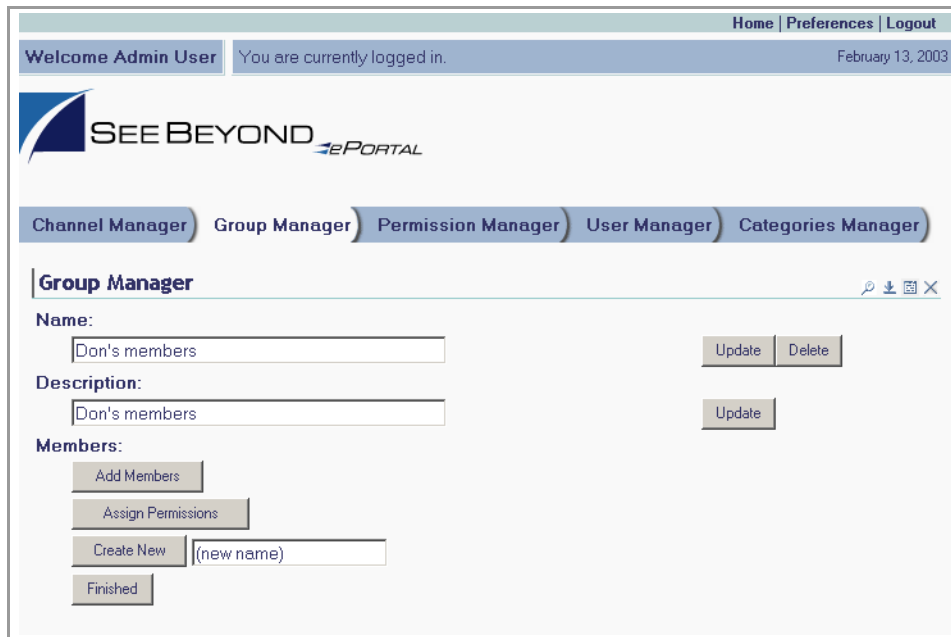 Home | Preferences | Logout
Welcome Admin User You are currently logged in. February 13, 2003
SEEBEYOND ePORTAL
Channel Manager Group Manager Permission Manager User Manager Categories Manager
Group Manager
Name:
Don's members Update Delete
Description:
Don's members Update
Members:
Add Members
Assign Permissions
Create New (new name)
Finished